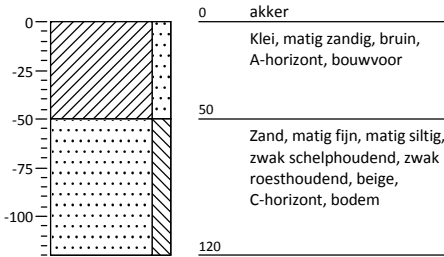 0
-25
-50
-75
-100
0 akker
Klei, matig zandig, bruin,
A-horizont, bouwvoor
50
Zand, matig fijn, matig siltig,
zwak schelphoudend, zwak
roesthoudend, beige,
C-horizont, bodem
120